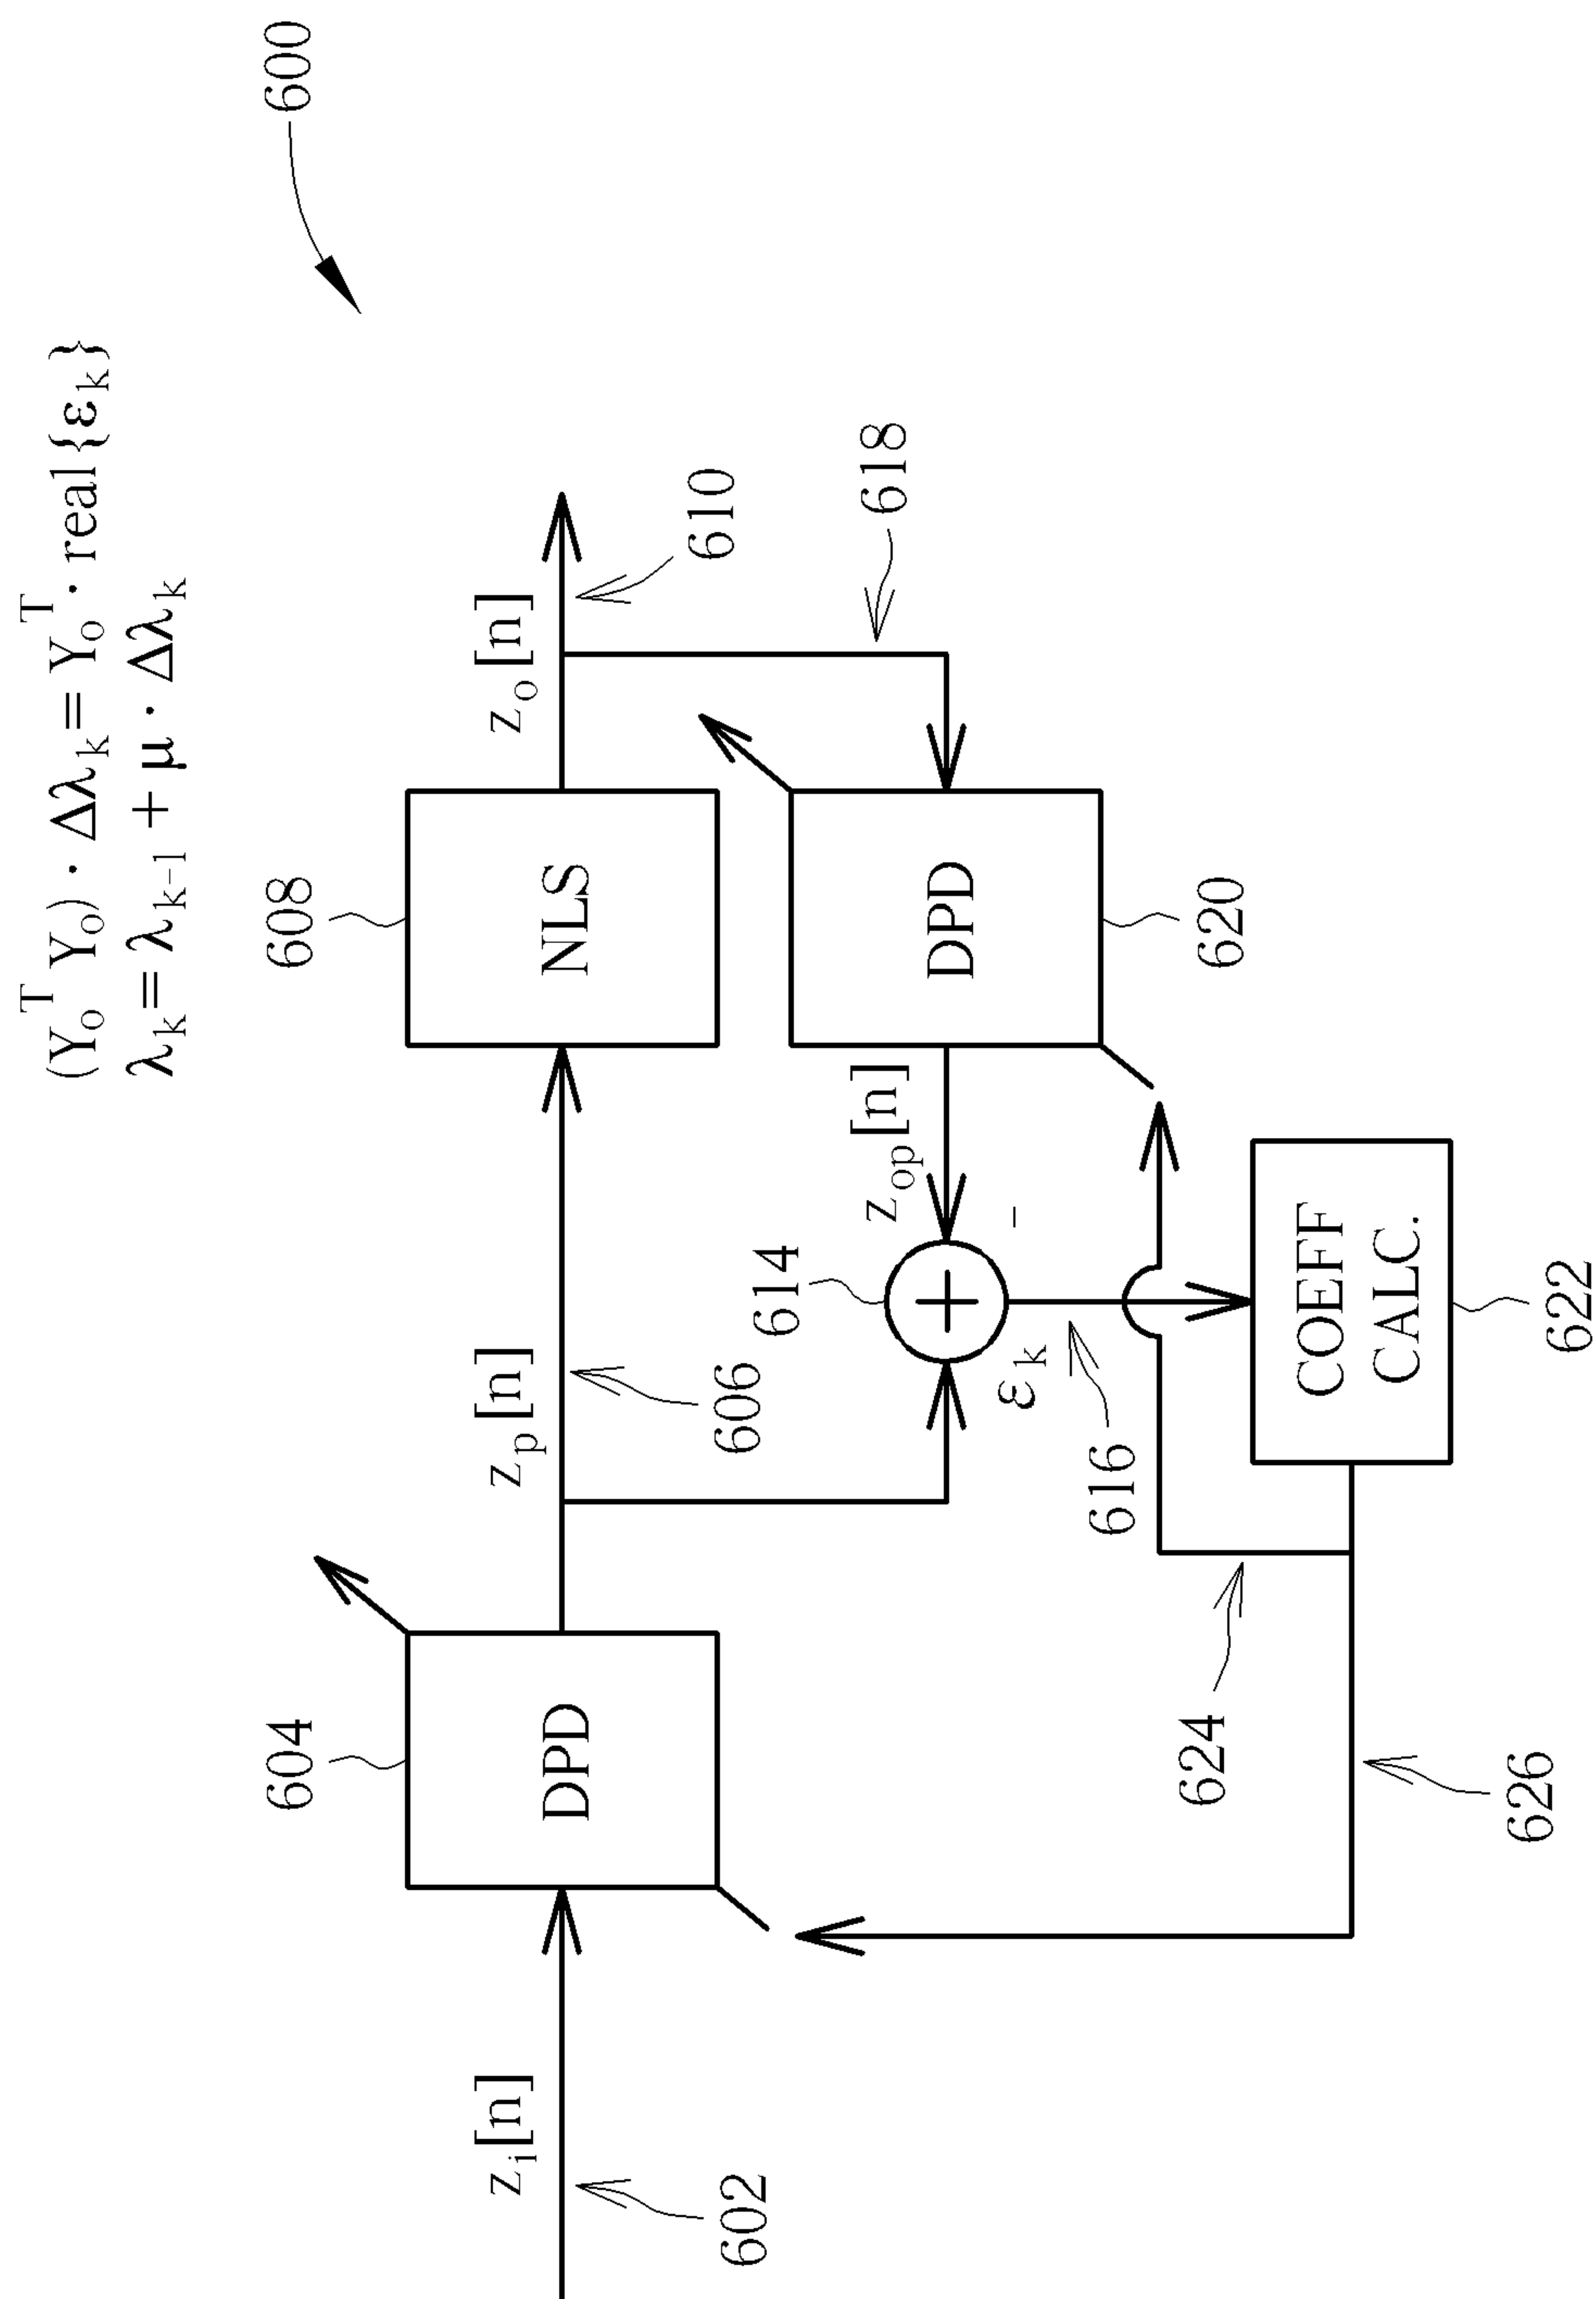 (Y_o^T Y_o) · Δλ_k = Y_o^T · real{ε_k}
λ_k = λ_{k-1} + μ · Δλ_k
600
604
608
z_i[n]
DPD
z_p[n]
NLS
z_o[n]
602
606
610
614
z_op[n]
DPD
618
+
-
ε_k
616
620
624
COEFF
CALC.
626
622